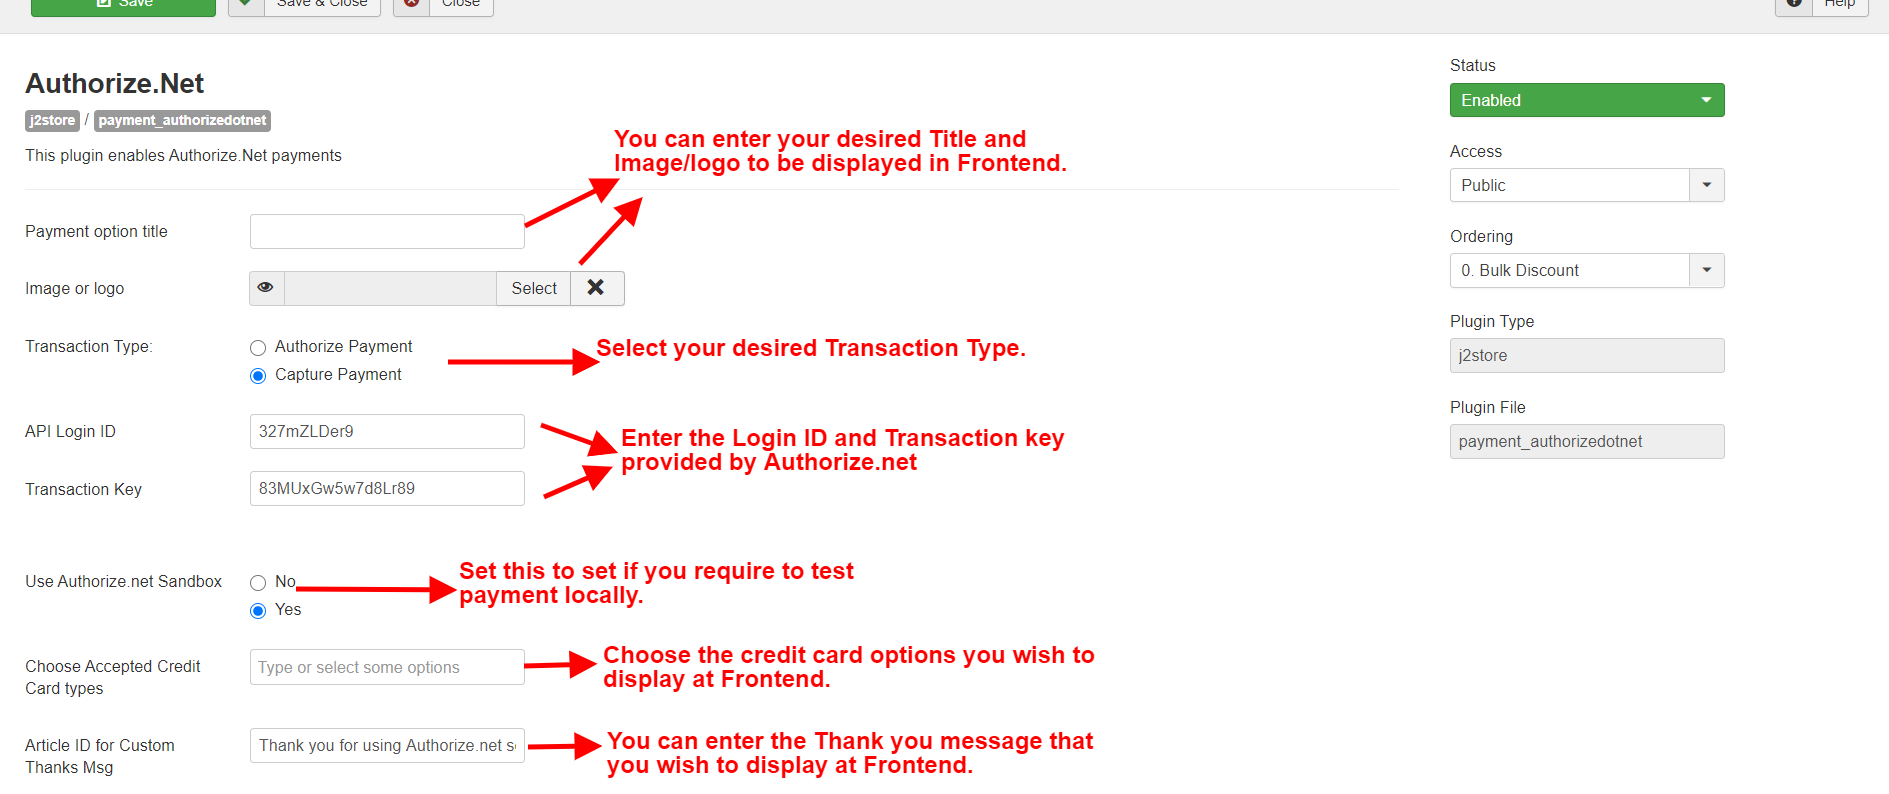 Save
Save & Close
Close
Help
Authorize.Net
j2store / payment_authorizedotnet
This plugin enables Authorize.Net payments
You can enter your desired Title and
Image/logo to be displayed in Frontend.
Payment option title
Image or logo
Select
Transaction Type:
Authorize Payment
Capture Payment
Select your desired Transaction Type.
API Login ID
327mZLDer9
Transaction Key
83MUxGw5w7d8Lr89
Enter the Login ID and Transaction key
provided by Authorize.net
Use Authorize.net Sandbox
No
Yes
Set this to set if you require to test
payment locally.
Choose Accepted Credit
Card types
Type or select some options
Choose the credit card options you wish to
display at Frontend.
Article ID for Custom
Thanks Msg
Thank you for using Authorize.net s
You can enter the Thank you message that
you wish to display at Frontend.
Status
Enabled
Access
Public
Ordering
0. Bulk Discount
Plugin Type
j2store
Plugin File
payment_authorizedotnet